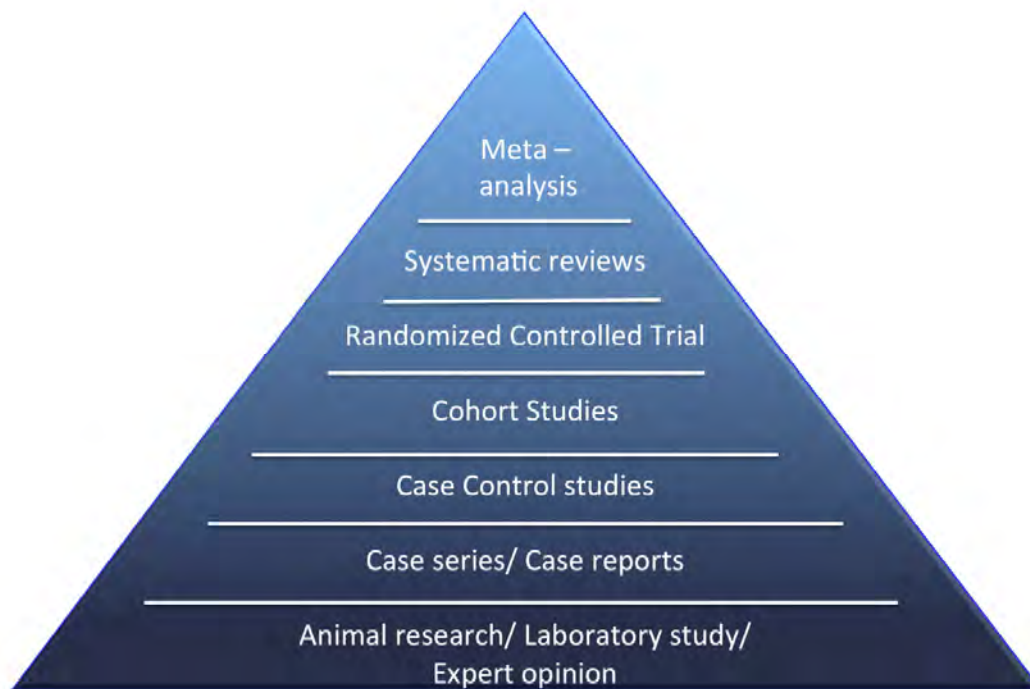 Meta –
analysis
Systematic reviews
Randomized Controlled Trial
Cohort Studies
Case Control studies
Case series/ Case reports
Animal research/ Laboratory study/
Expert opinion